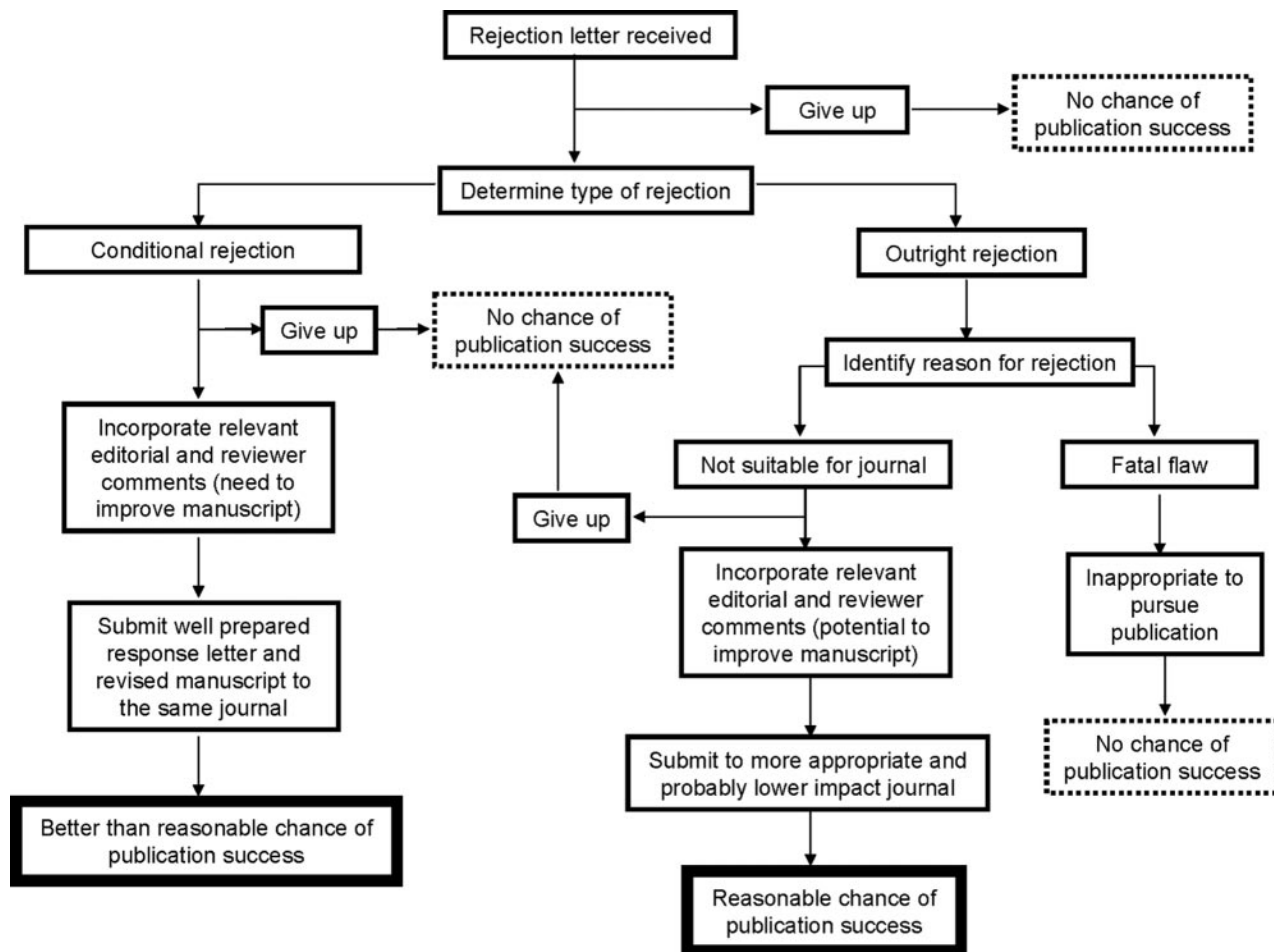 Rejection letter received
Give up
No chance of
publication success
Determine type of rejection
Conditional rejection
Outright rejection
Give up
No chance of
publication success
Identify reason for rejection
Incorporate relevant
editorial and reviewer
comments (need to
improve manuscript)
Not suitable for journal
Fatal flaw
Give up
Incorporate relevant
editorial and reviewer
comments (potential to
improve manuscript)
Inappropriate to
pursue
publication
Submit well prepared
response letter and
revised manuscript to
the same journal
Submit to more appropriate and
probably lower impact journal
No chance of
publication success
Better than reasonable chance of
publication success
Reasonable chance of
publication success